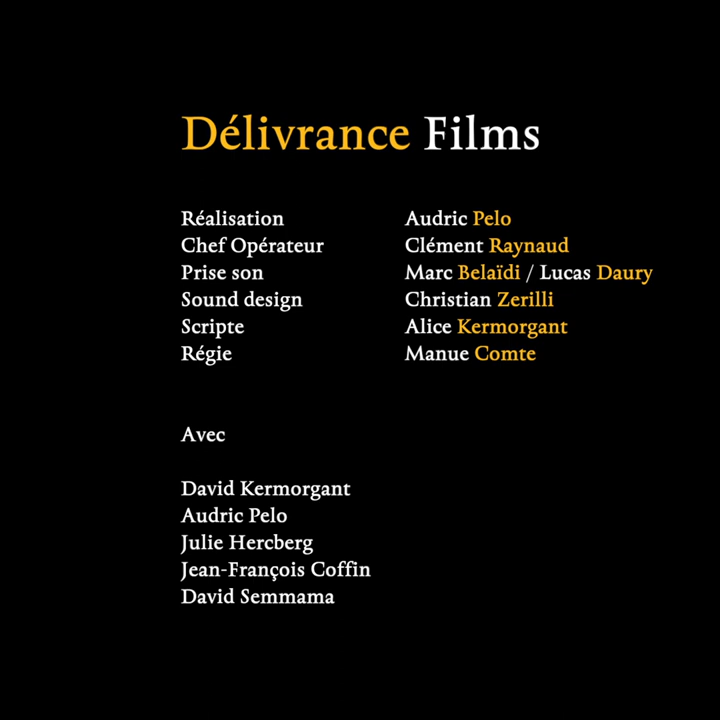 Délivrance Films
Réalisation Audric Pelo
Chef Opérateur Clément Raynaud
Prise son Marc Belaïdi / Lucas Daury
Sound design Christian Zerilli
Scripte Alice Kermorgant
Régie Manue Comte
Avec
David Kermorgant
Audric Pelo
Julie Hercberg
Jean-François Coffin
David Semmama